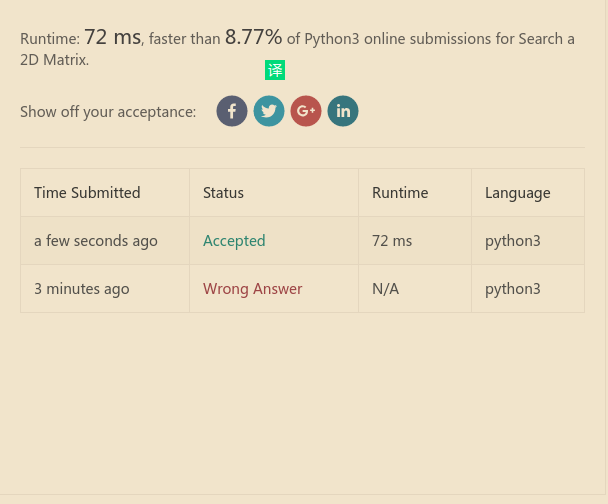 Runtime: 72 ms, faster than 8.77% of Python3 online submissions for Search a
2D Matrix.
译
Show off your acceptance: f G+ in
Time Submitted Status Runtime Language
a few seconds ago Accepted 72 ms python3
3 minutes ago Wrong Answer N/A python3